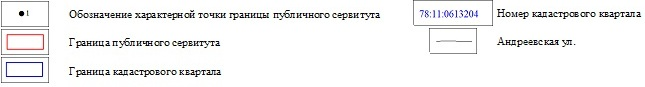 1 Обозначение характерной точки границы публичного сервитута
78:11:0613204 Номер кадастрового квартала
Граница публичного сервитута
Андреевская ул.
Граница кадастрового квартала